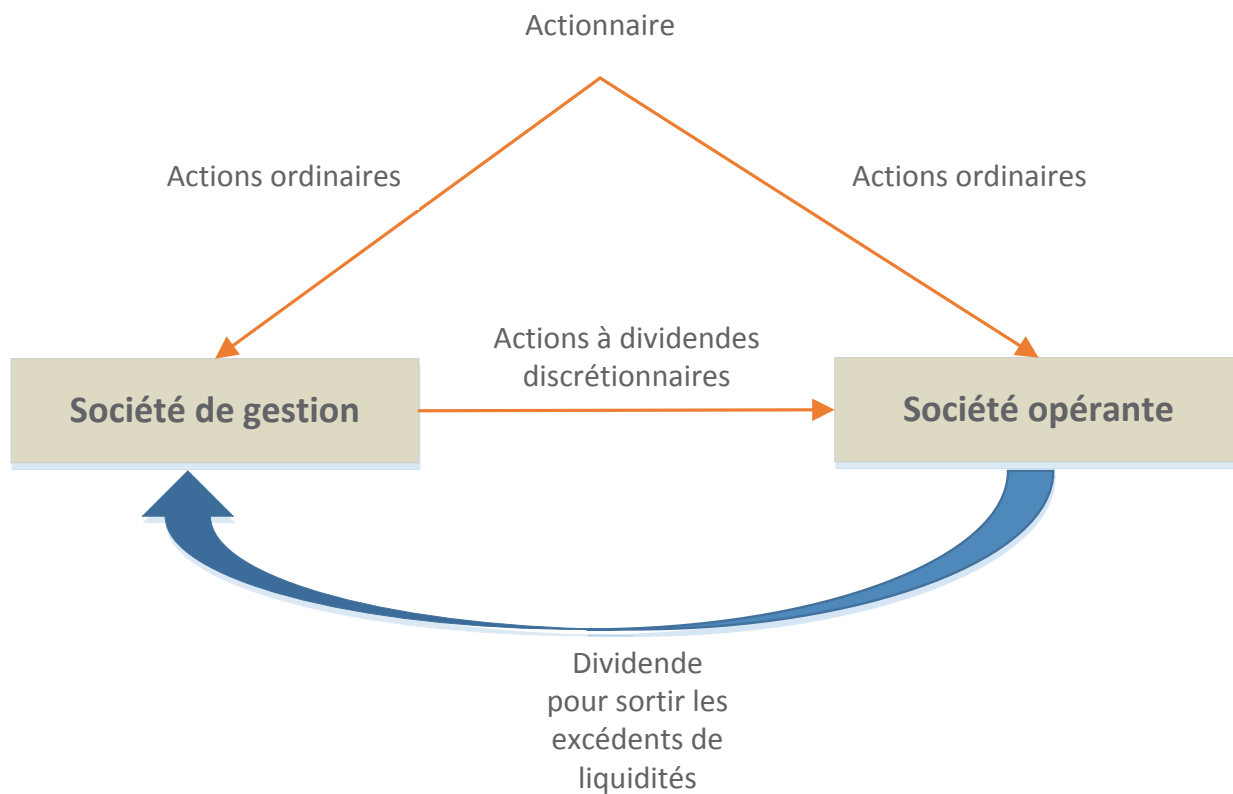 Actionnaire
Actions ordinaires
Actions ordinaires
Actions à dividendes
discrétionnaires
Société de gestion
Société opérante
Dividende
pour sortir les
excédents de
liquidités